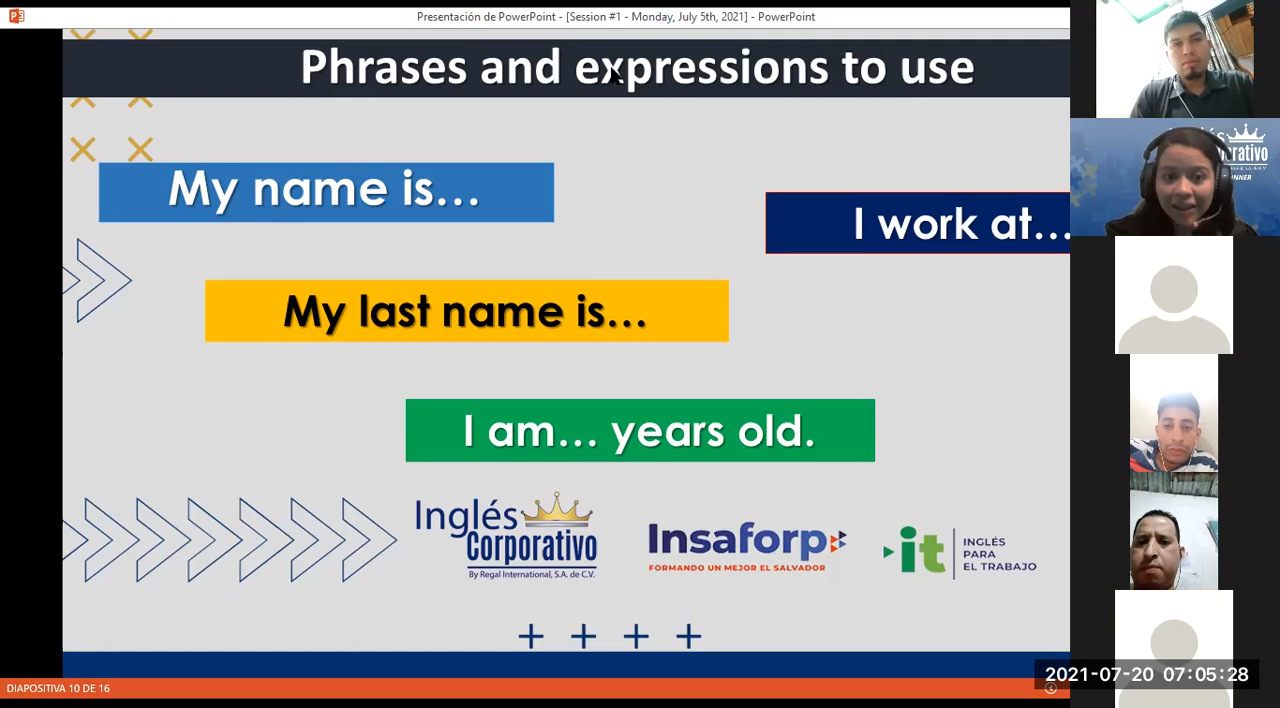 Presentación de PowerPoint - [Session #1 - Monday, July 5th, 2021] - PowerPoint
Phrases and expressions to use
My name is...
I work at...
My last name is...
I am... years old.
Inglés
Corporativo
By Regal International, S.A. de C.V.
Insaforp
FORMANDO UN MEJOR EL SALVADOR
it
INGLÉS
PARA
EL TRABAJO
DIAPOSITIVA 10 DE 16
2021-07-20 07:05:28